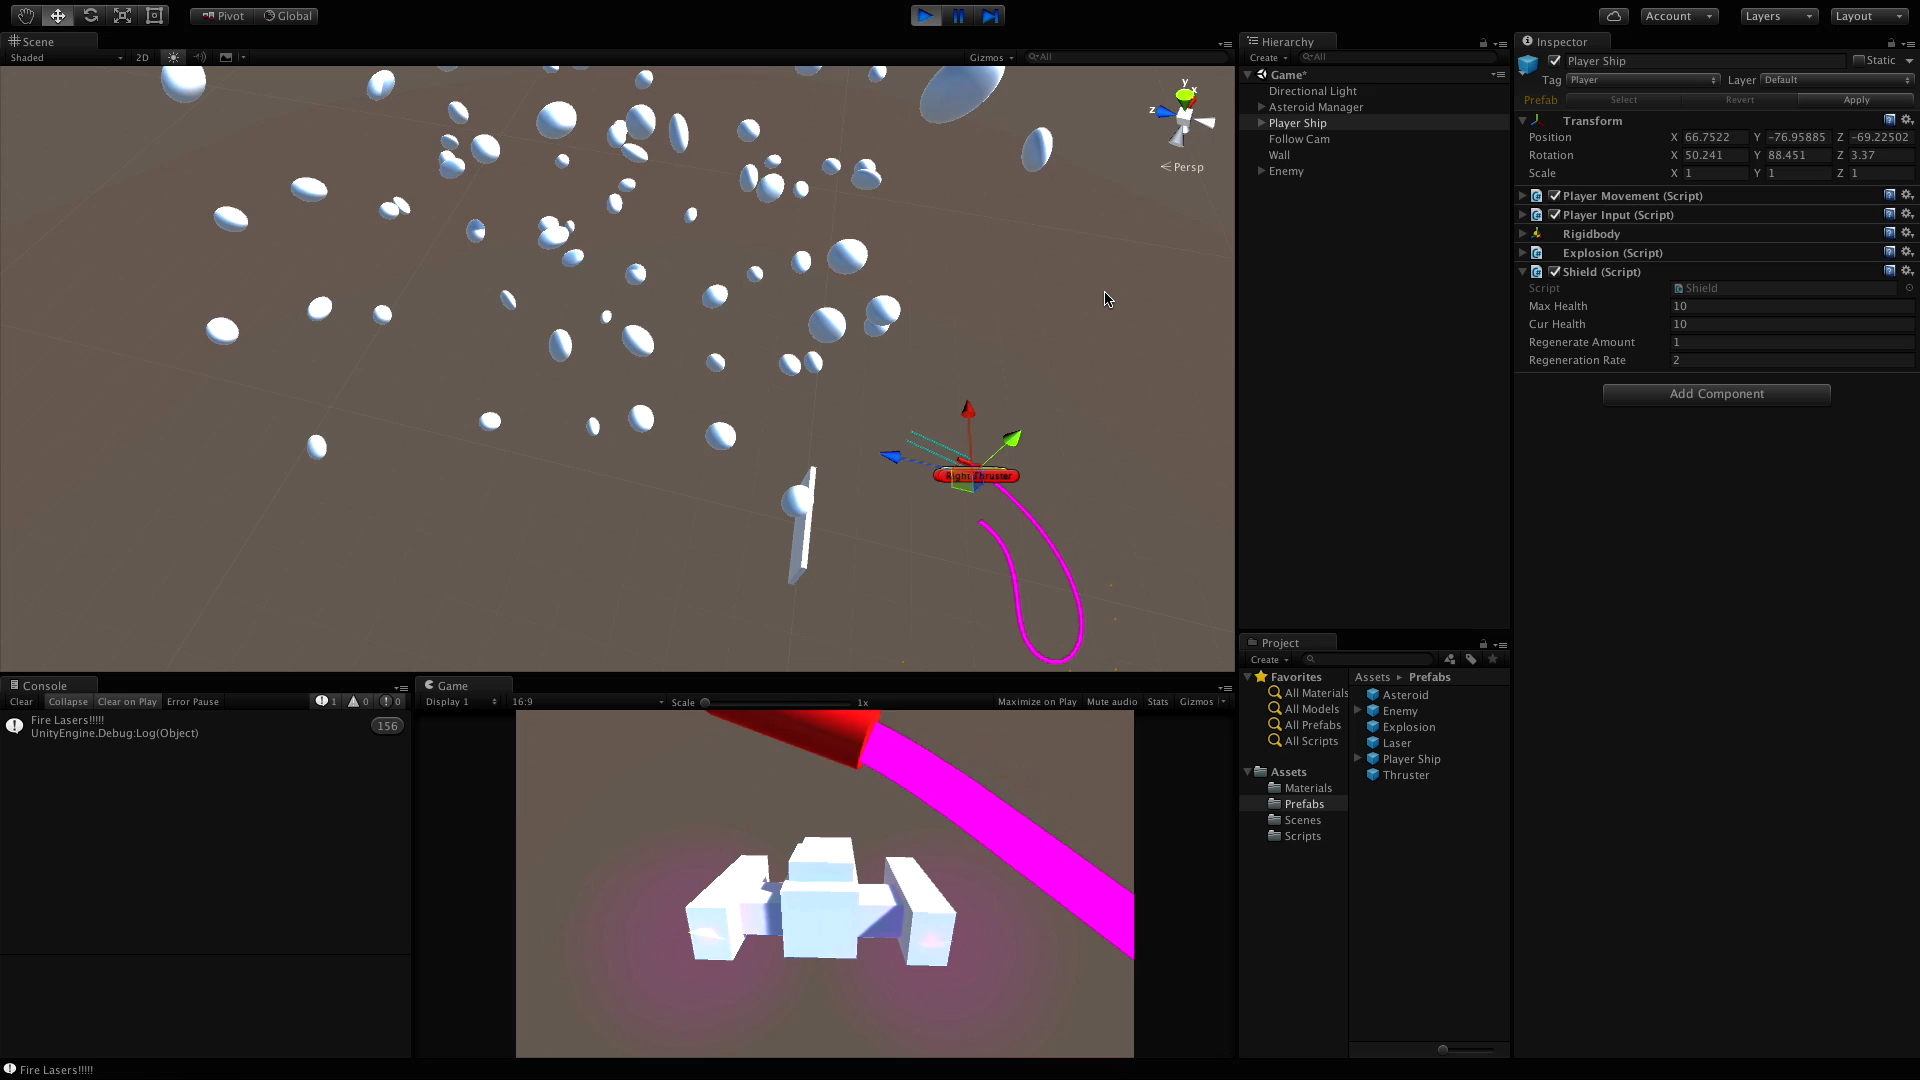 Pivot Global
Account Layers Layout
Scene
Shaded 2D Gizmos All
y
x
z
Persp
Right Thruster
Hierarchy
Create All
Game*
Directional Light
Asteroid Manager
Player Ship
Follow Cam
Wall
Enemy
Inspector
Player Ship Static
Tag Player Layer Default
Prefab Select Revert Apply
Transform
Position X 66.7522 Y -76.95885 Z -69.22502
Rotation X 50.241 Y 88.451 Z 3.37
Scale X 1 Y 1 Z 1
Player Movement (Script)
Player Input (Script)
Rigidbody
Explosion (Script)
Shield (Script)
Script Shield
Max Health 10
Cur Health 10
Regenerate Amount 1
Regeneration Rate 2
Add Component
Console
Clear Collapse Clear on Play Error Pause 1 0 0
Fire Lasers!!!!!
UnityEngine.Debug:Log(Object)
156
Game
Display 1 16:9 Scale 1x Maximize on Play Mute audio Stats Gizmos
Project
Create
Favorites
All Materials
All Models
All Prefabs
All Scripts
Assets
Materials
Prefabs
Scenes
Scripts
Assets Prefabs
Asteroid
Enemy
Explosion
Laser
Player Ship
Thruster
Fire Lasers!!!!!